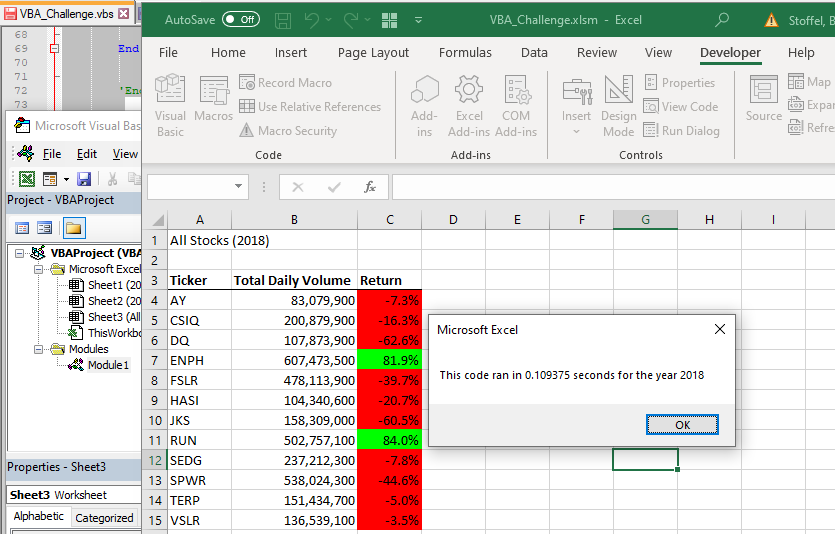 VBA_Challenge.vbs
68
69
70
71
72
73
End
'End
Microsoft Visual Bas
File Edit View
Project - VBAProject
VBAProject (VBA
Microsoft Excel
Sheet1 (20
Sheet2 (20
Sheet3 (All
ThisWorkbo
Modules
Module1
Properties - Sheet3
Sheet3 Worksheet
Alphabetic Categorized
AutoSave Off VBA_Challenge.xlsm - Excel Stoffel, B
File Home Insert Page Layout Formulas Data Review View Developer Help
Visual Basic
Macros
Record Macro
Use Relative References
Macro Security
Code
Add-ins
Excel Add-ins
COM Add-ins
Add-ins
Insert
Design Mode
Properties
View Code
Run Dialog
Controls
Source
Map
Expan
Refre
fx
A B C D E F G H I
1 All Stocks (2018)
2
3 Ticker Total Daily Volume Return
4 AY 83,079,900 -7.3%
5 CSIQ 200,879,900 -16.3%
6 DQ 107,873,900 -62.6%
7 ENPH 607,473,500 81.9%
8 FSLR 478,113,900 -39.7%
9 HASI 104,340,600 -20.7%
10 JKS 158,309,000 -60.5%
11 RUN 502,757,100 84.0%
12 SEDG 237,212,300 -7.8%
13 SPWR 538,024,300 -44.6%
14 TERP 151,434,700 -5.0%
15 VSLR 136,539,100 -3.5%
Microsoft Excel
This code ran in 0.109375 seconds for the year 2018
OK